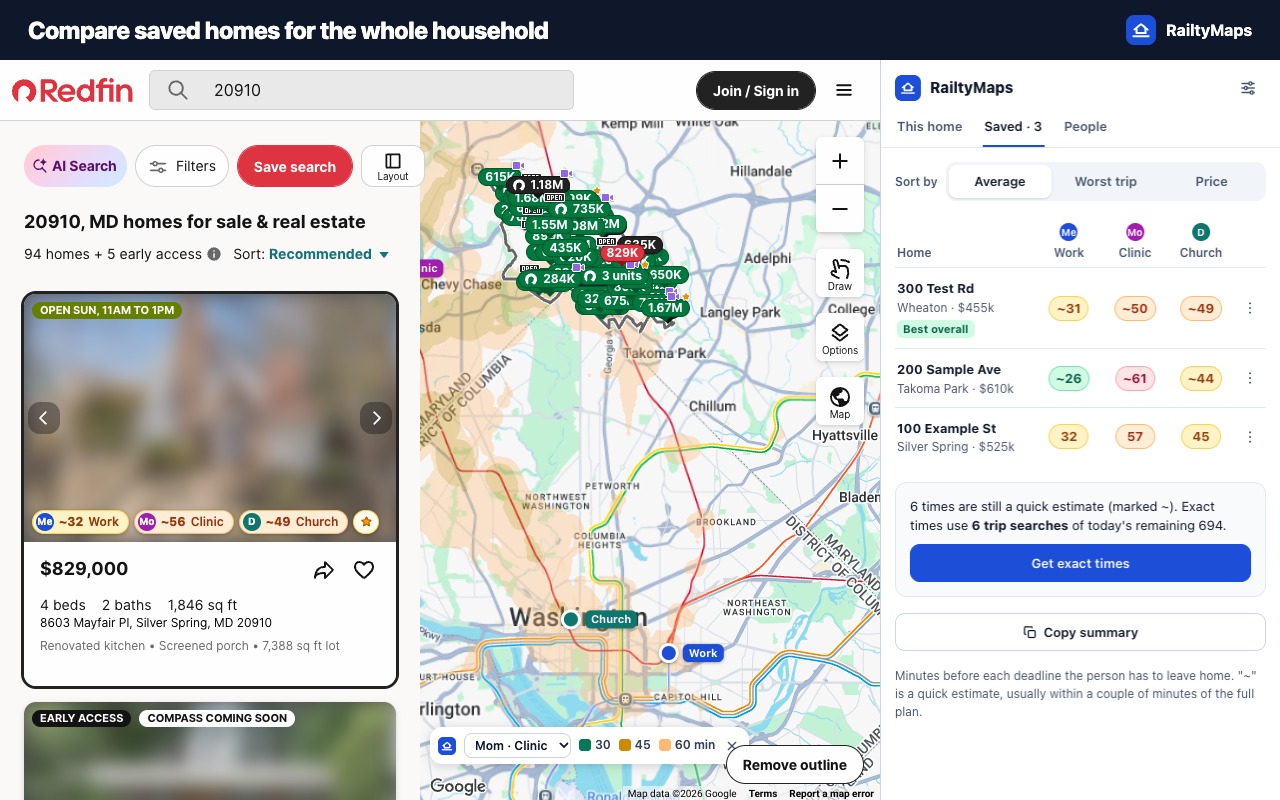 Compare saved homes for the whole household
RailtyMaps
Redfin
20910
Join / Sign in
AI Search
Filters
Save search
Layout
20910, MD homes for sale & real estate
94 homes + 5 early access
Sort: Recommended
OPEN SUN, 11AM TO 1PM
Me ~32 Work
Mo ~56 Clinic
D ~49 Church
$829,000
4 beds 2 baths 1,846 sq ft
8603 Mayfair Pl, Silver Spring, MD 20910
Renovated kitchen • Screened porch • 7,388 sq ft lot
EARLY ACCESS
COMPASS COMING SOON
Kemp Mill
White Oak
Hillandale
615K
1.18M
OPEN
735K
1.55M
435K
829K
Adelphi
nic
Chevy Chase
284K
3 units
650K
1.67M
Langley Park
College
Georgia A
Takoma Park
MARYLAND
DISTRICT OF COLUMBIA
Chillum
Hyattsville
PETWORTH
NORTHWEST
WASHINGTON
Bladen
BROOKLAND
COLUMBIA
HEIGHTS
MARYLAND
DISTRICT OF COLUMBIA
NORTHEAST
WASHINGTON
Church
Work
CAPITOL HILL
URT HOUSE
rlington
Draw
Options
Map
Mom · Clinic
30
45
60 min
Remove outline
Google
Map data ©2026 Google
Terms
Report a map error
RailtyMaps
This home
Saved · 3
People
Sort by
Average
Worst trip
Price
Me
Mo
D
Home
Work
Clinic
Church
300 Test Rd
Wheaton · $455k
Best overall
~31
~50
~49
200 Sample Ave
Takoma Park · $610k
~26
~61
~44
100 Example St
Silver Spring · $525k
32
57
45
6 times are still a quick estimate (marked ~). Exact
times use 6 trip searches of today's remaining 694.
Get exact times
Copy summary
Minutes before each deadline the person has to leave home. "~"
is a quick estimate, usually within a couple of minutes of the full
plan.